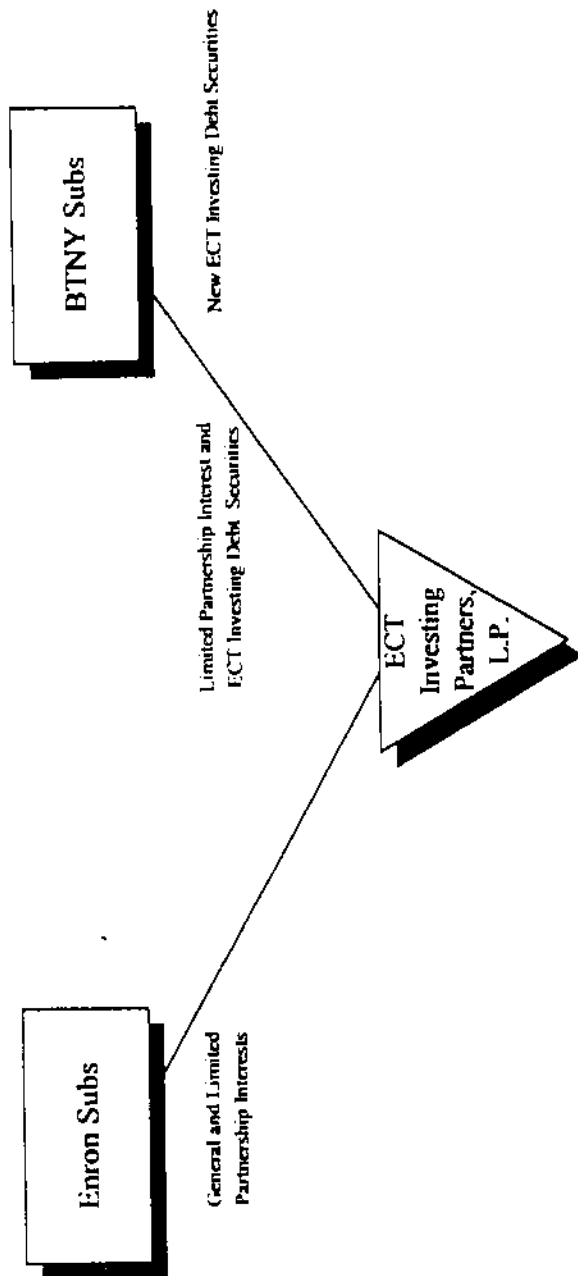 Enron Subs
BTNY Subs
General and Limited
Partnership Interests
Limited Partnership Interest and
ECT Investing Debt Securities
New ECT Investing Debt Securities
ECT
Investing
Partners,
L.P.